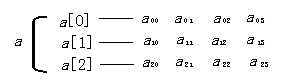 a[0] —— a₀₀ a₀₁ a₀₂ a₀₃
a a[1] —— a₁₀ a₁₁ a₁₂ a₁₃
a[2] —— a₂₀ a₂₁ a₂₂ a₂₃